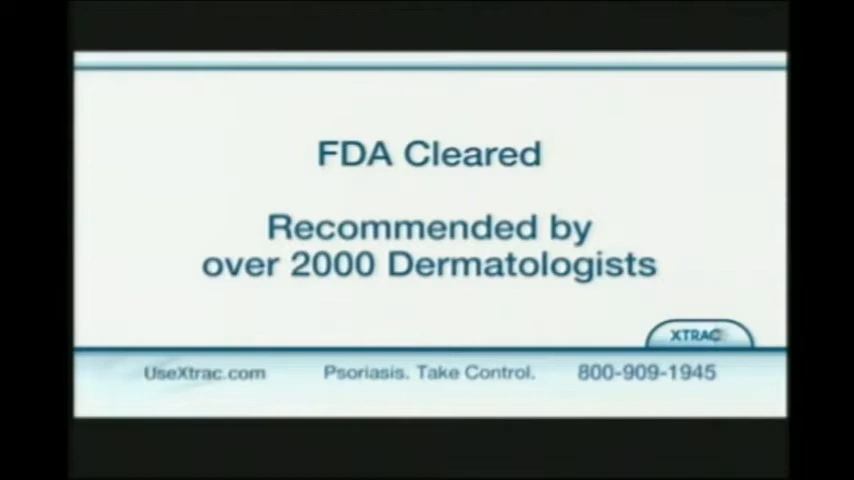 FDA Cleared
Recommended by
over 2000 Dermatologists
XTRAC
UseXtrac.com
Psoriasis. Take Control.
800-909-1945